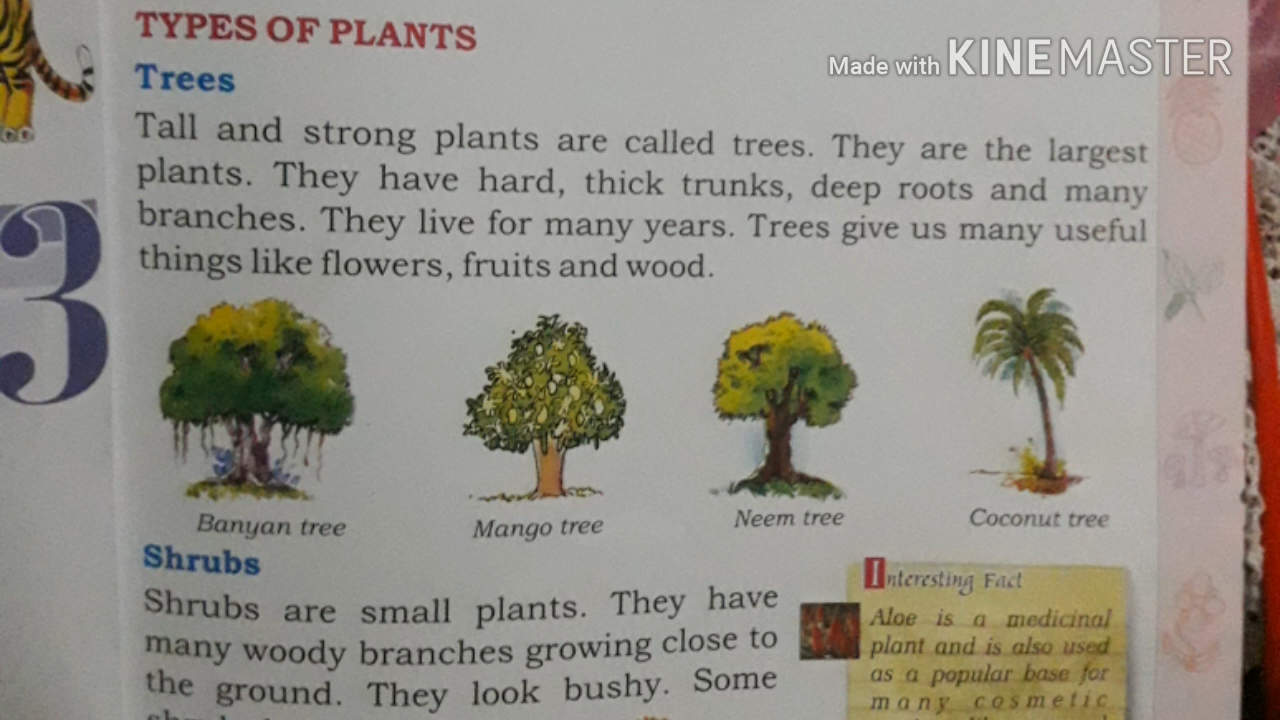 TYPES OF PLANTS
Made with KINEMASTER
Trees
Tall and strong plants are called trees. They are the largest
plants. They have hard, thick trunks, deep roots and many
branches. They live for many years. Trees give us many useful
things like flowers, fruits and wood.
3
Banyan tree
Mango tree
Neem tree
Coconut tree
Shrubs
Shrubs are small plants. They have
many woody branches growing close to
the ground. They look bushy. Some
Interesting Fact
Aloe is a medicinal
plant and is also used
as a popular base for
many cosmetic